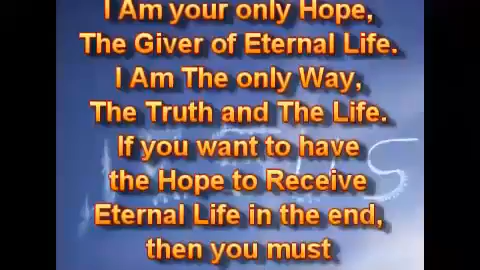 I Am your only Hope,
The Giver of Eternal Life.
I Am The only Way,
The Truth and The Life.
If you want to have
the Hope to Receive
Eternal Life in the end,
then you must